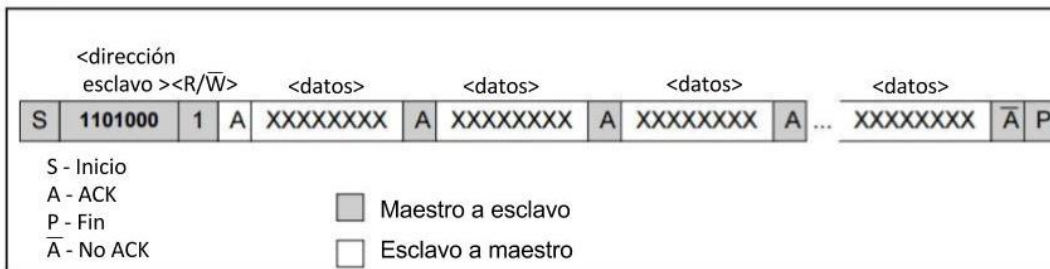 <dirección
esclavo ><R/W̅>
<datos>
<datos>
<datos>
<datos>
S 1101000 1 A XXXXXXXX A XXXXXXXX A XXXXXXXX A ... XXXXXXXX A̅ P
S - Inicio
A - ACK
P - Fin
A̅ - No ACK
Maestro a esclavo
Esclavo a maestro